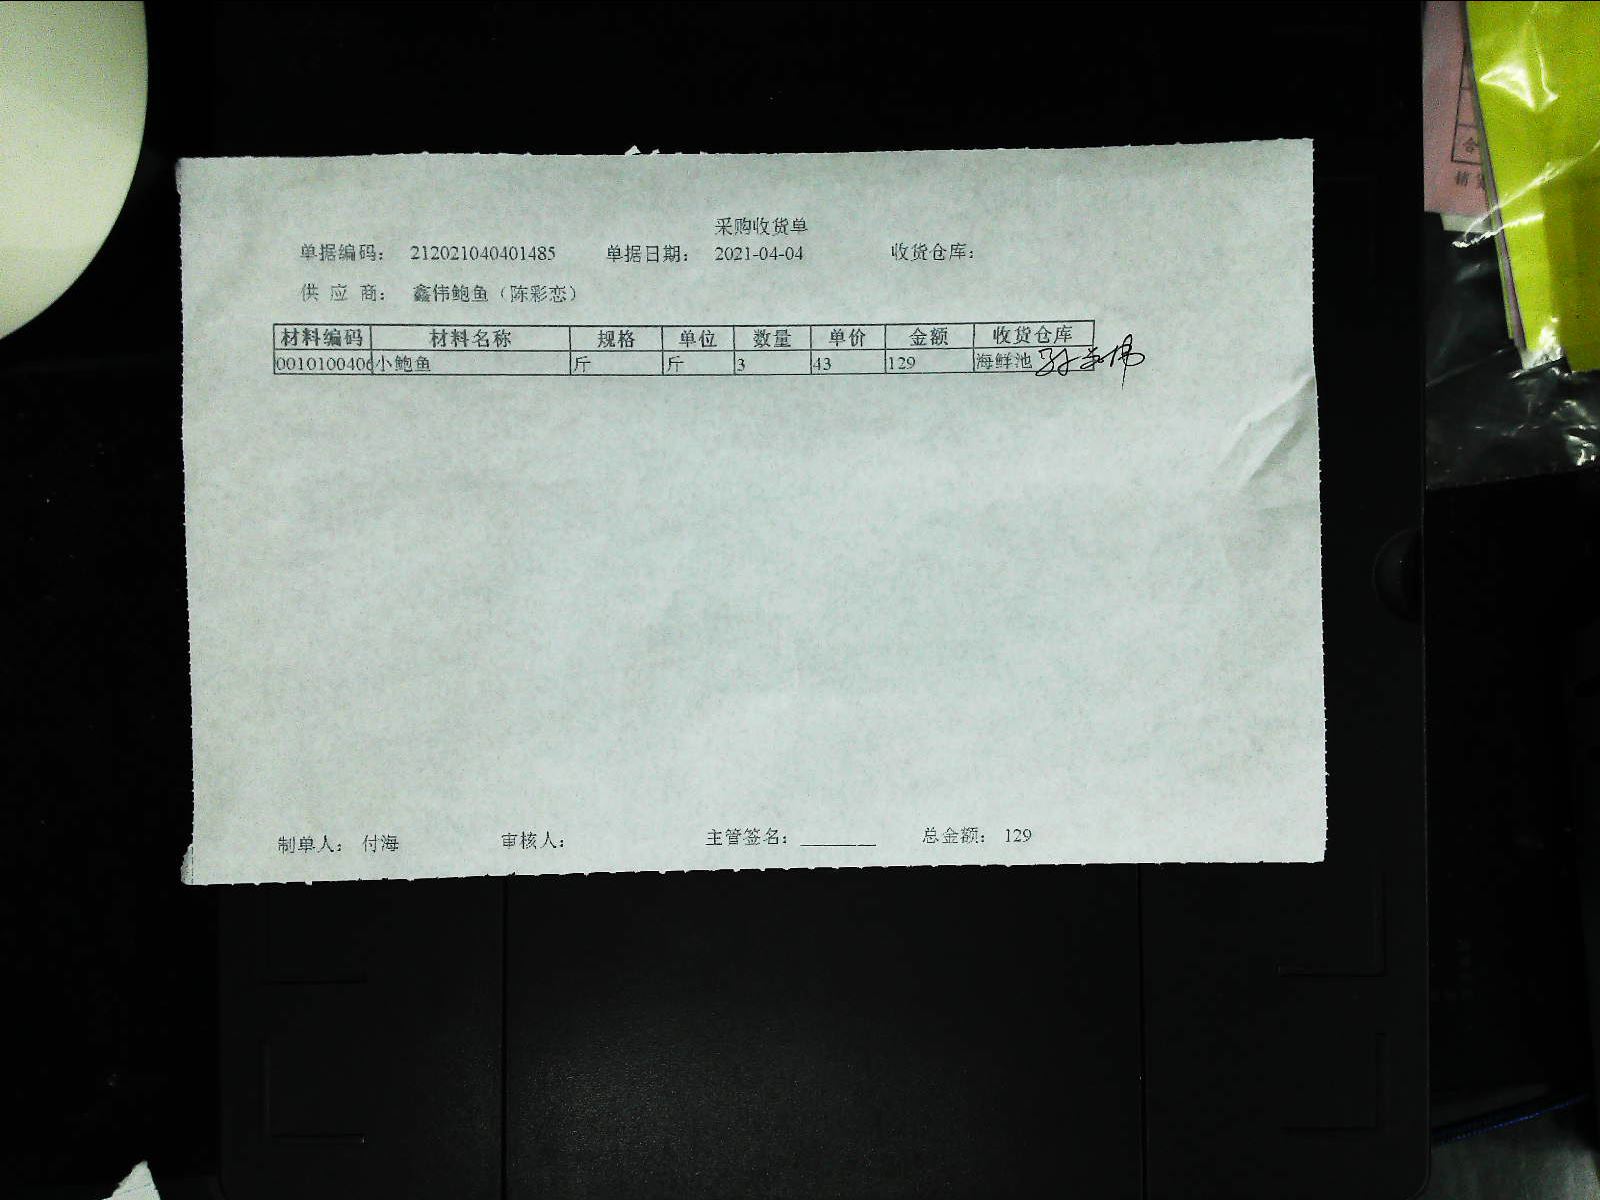 采购收货单
单据编码： 212021040401485 单据日期： 2021-04-04 收货仓库：
供 应 商： 鑫伟鲍鱼（陈彩恋）
材料编码 材料名称 规格 单位 数量 单价 金额 收货仓库
0010100406 小鲍鱼 斤 斤 3 43 129 海鲜池
制单人： 付海 审核人： 主管签名： ________ 总金额： 129
合
销 货